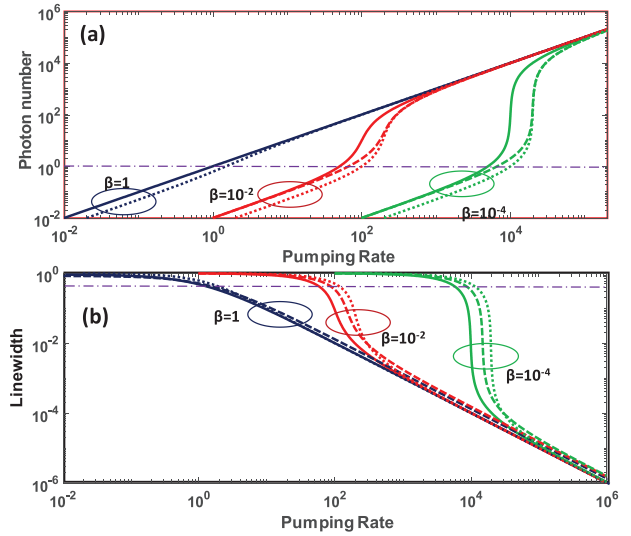 (a)
Photon number
10^6
10^4
10^2
10^0
10^-2
β=1
β=10^-2
β=10^-4
10^-2 10^0 10^2 10^4
Pumping Rate
(b)
Linewidth
10^0
10^-2
10^-4
10^-6
β=1
β=10^-2
β=10^-4
10^-2 10^0 10^2 10^4 10^6
Pumping Rate